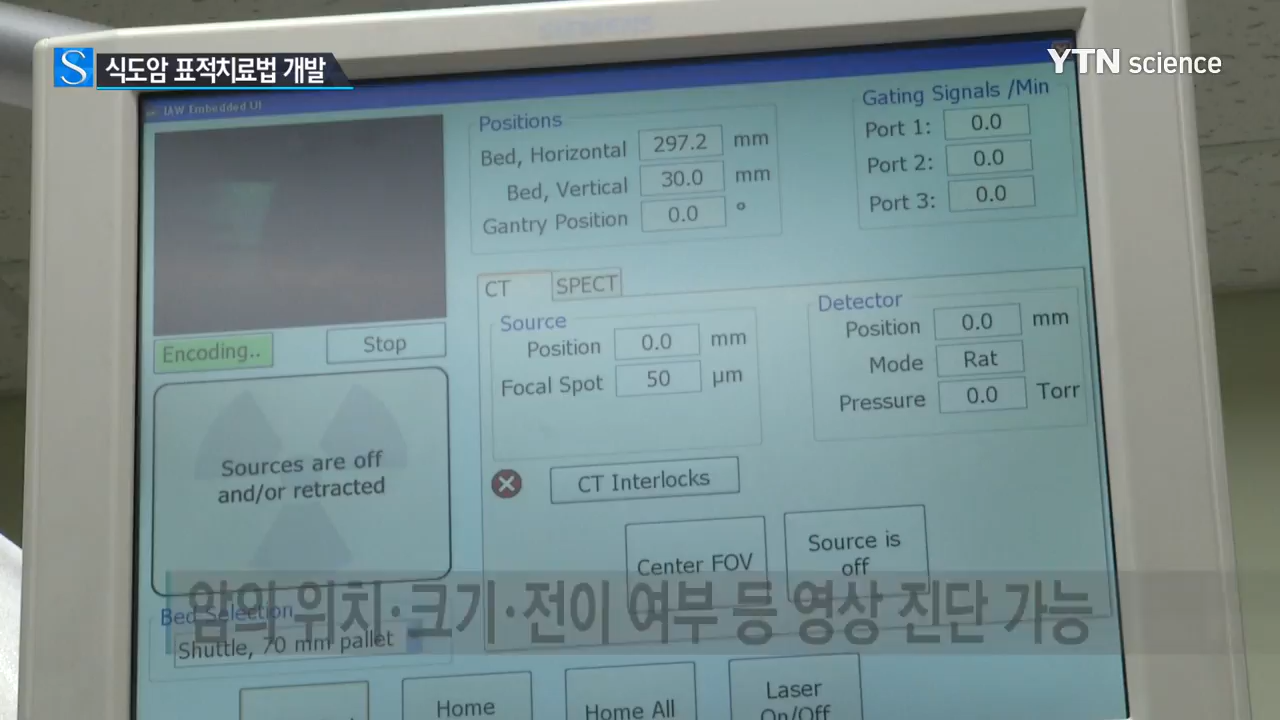 S 식도암 표적치료법 개발
YTN science
IAW Embedded UI
Positions
Bed, Horizontal 297.2 mm
Bed, Vertical 30.0 mm
Gantry Position 0.0 °
Gating Signals /Min
Port 1: 0.0
Port 2: 0.0
Port 3: 0.0
Encoding.. Stop
CT SPECT
Source
Position 0.0 mm
Focal Spot 50 µm
Detector
Position 0.0 mm
Mode Rat
Pressure 0.0 Torr
Sources are off
and/or retracted
CT Interlocks
Center FOV
Source is
off
암의 위치·크기·전이 여부 등 영상 진단 가능
Bed Selection
Shuttle, 70 mm pallet
Home
Home All
Laser
On/Off